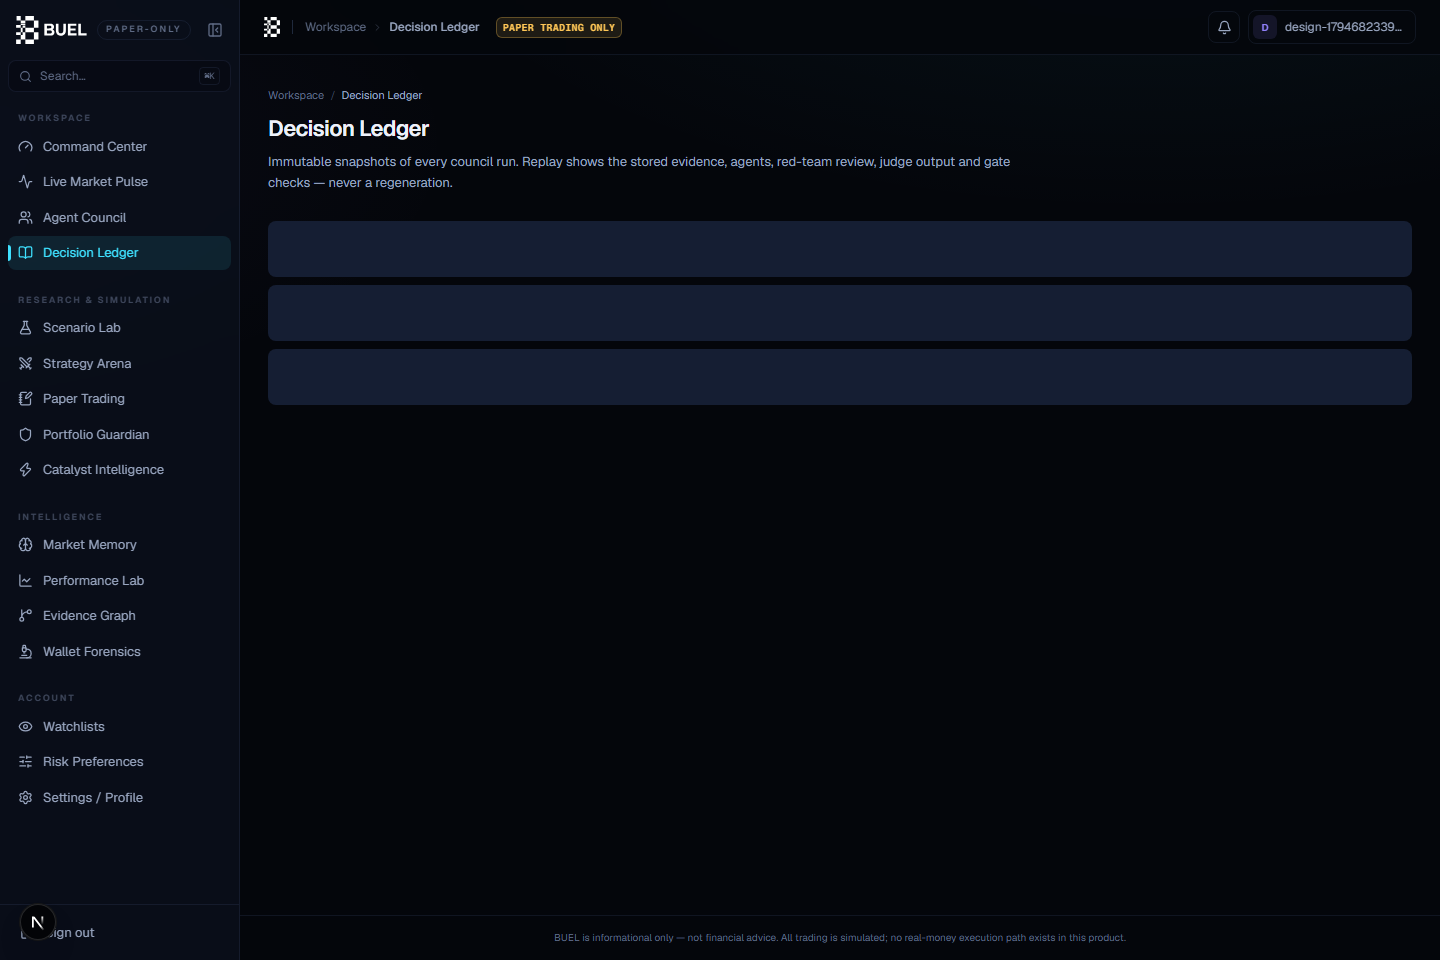 BUEL
PAPER-ONLY
Search...
⌘K
WORKSPACE
Command Center
Live Market Pulse
Agent Council
Decision Ledger
RESEARCH & SIMULATION
Scenario Lab
Strategy Arena
Paper Trading
Portfolio Guardian
Catalyst Intelligence
INTELLIGENCE
Market Memory
Performance Lab
Evidence Graph
Wallet Forensics
ACCOUNT
Watchlists
Risk Preferences
Settings / Profile
N
ign out
Workspace > Decision Ledger
PAPER TRADING ONLY
D
design-1794682339...
Workspace / Decision Ledger
Decision Ledger
Immutable snapshots of every council run. Replay shows the stored evidence, agents, red-team review, judge output and gate
checks — never a regeneration.
BUEL is informational only — not financial advice. All trading is simulated; no real-money execution path exists in this product.